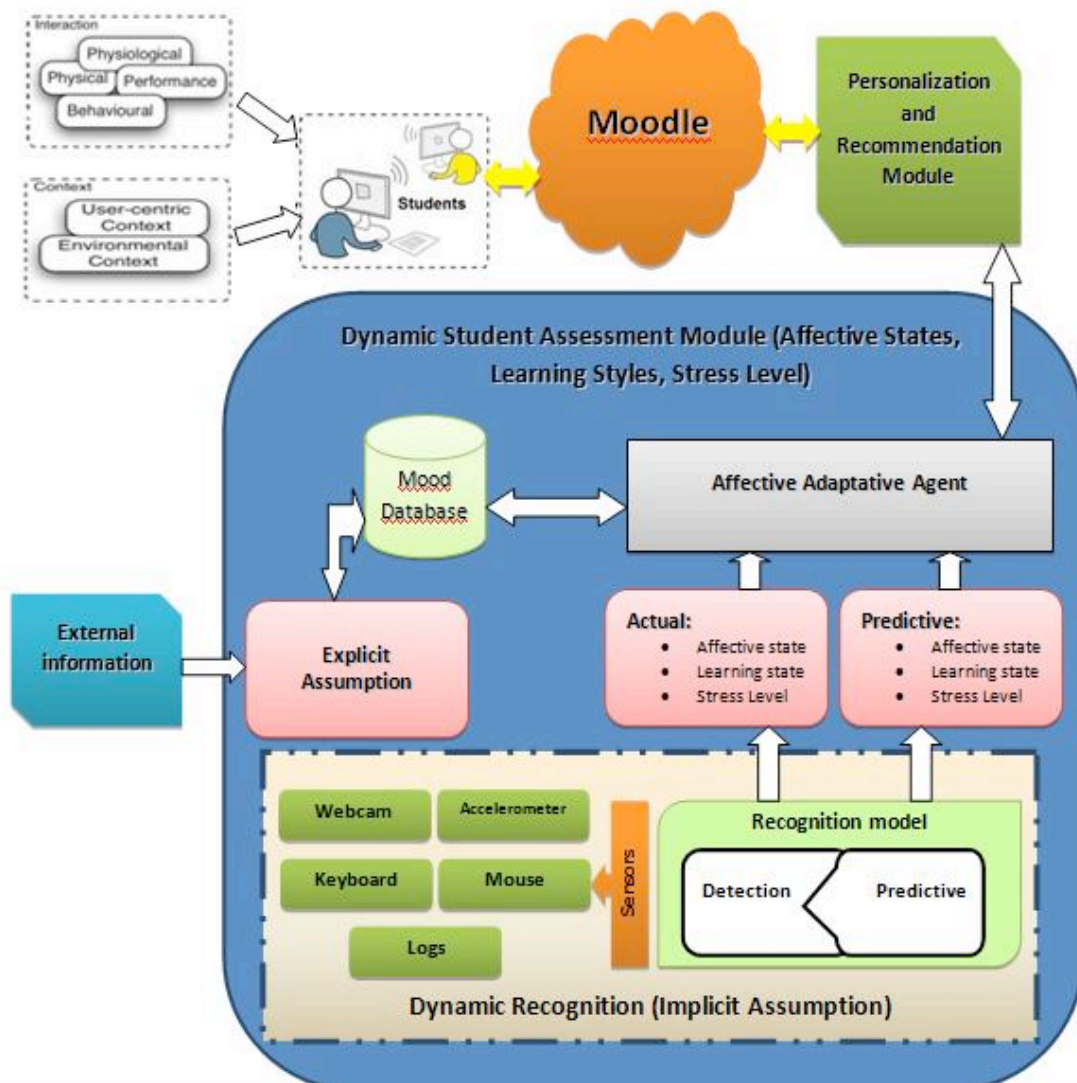 Interaction
Physiological
Physical
Performance
Behavioural
Context
User-centric
Context
Environmental
Context
Students
Moodle
Personalization
and
Recommendation
Module
Dynamic Student Assessment Module (Affective States,
Learning Styles, Stress Level)
Mood
Database
Affective Adaptative Agent
External
information
Explicit
Assumption
Actual:
• Affective state
• Learning state
• Stress Level
Predictive:
• Affective state
• Learning state
• Stress Level
Webcam
Accelerometer
Keyboard
Mouse
Logs
Sensors
Recognition model
Detection
Predictive
Dynamic Recognition (Implicit Assumption)